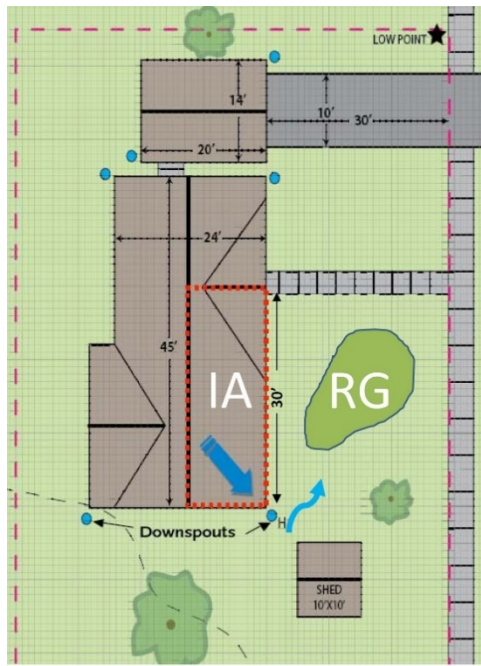 LOW POINT
14'
10'
30'
20'
24'
45'
IA
30'
RG
Downspouts
H
SHED
10'X10'